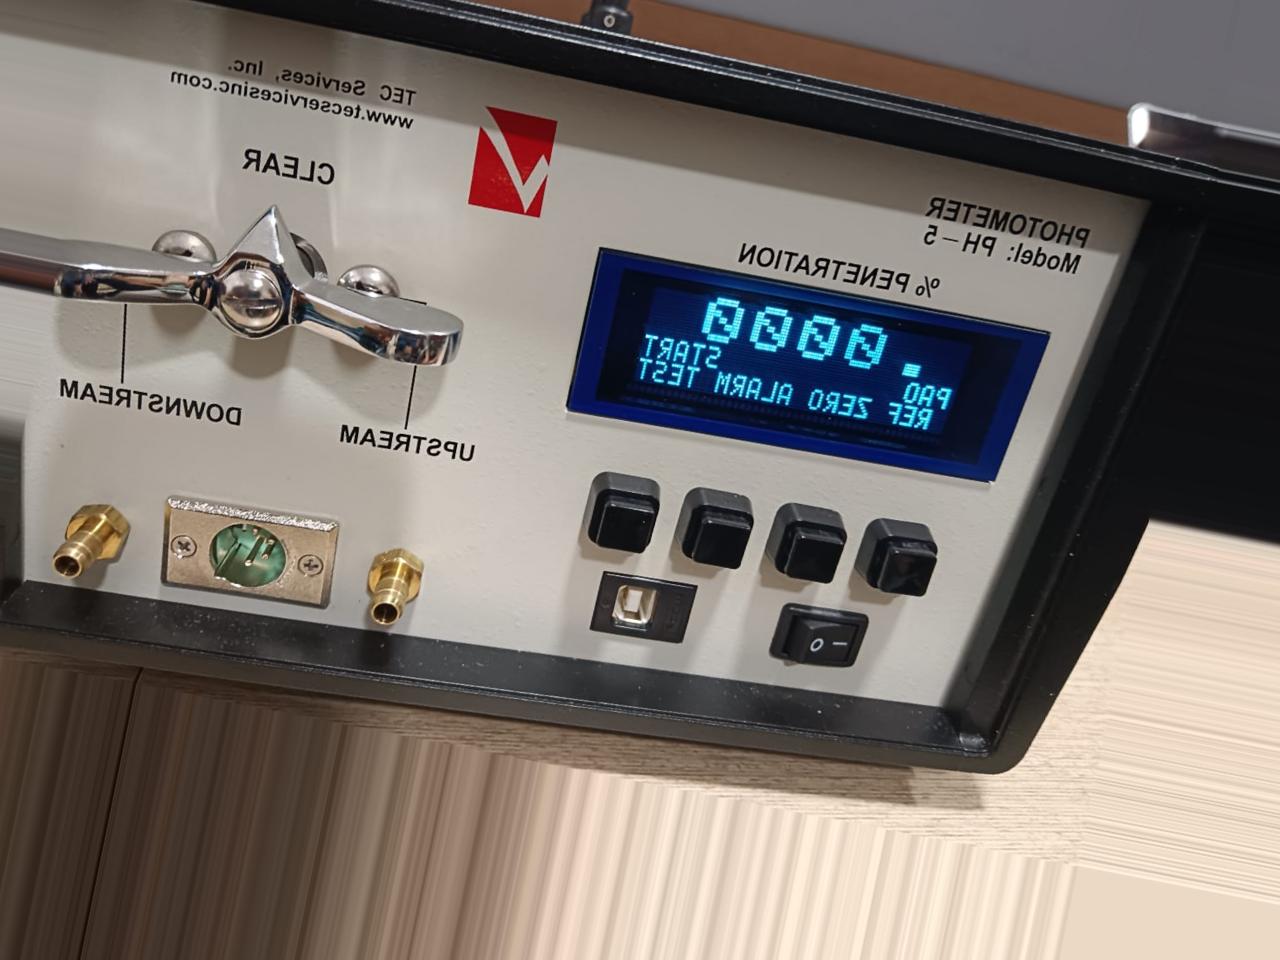 TEC Services, Inc.
www.tecservicesinc.com
CLEAR
PHOTOMETER
Model: PH-5
% PENETRATION
.0000
PAO START
REF ZERO ALARM TEST
UPSTREAM
DOWNSTREAM
O